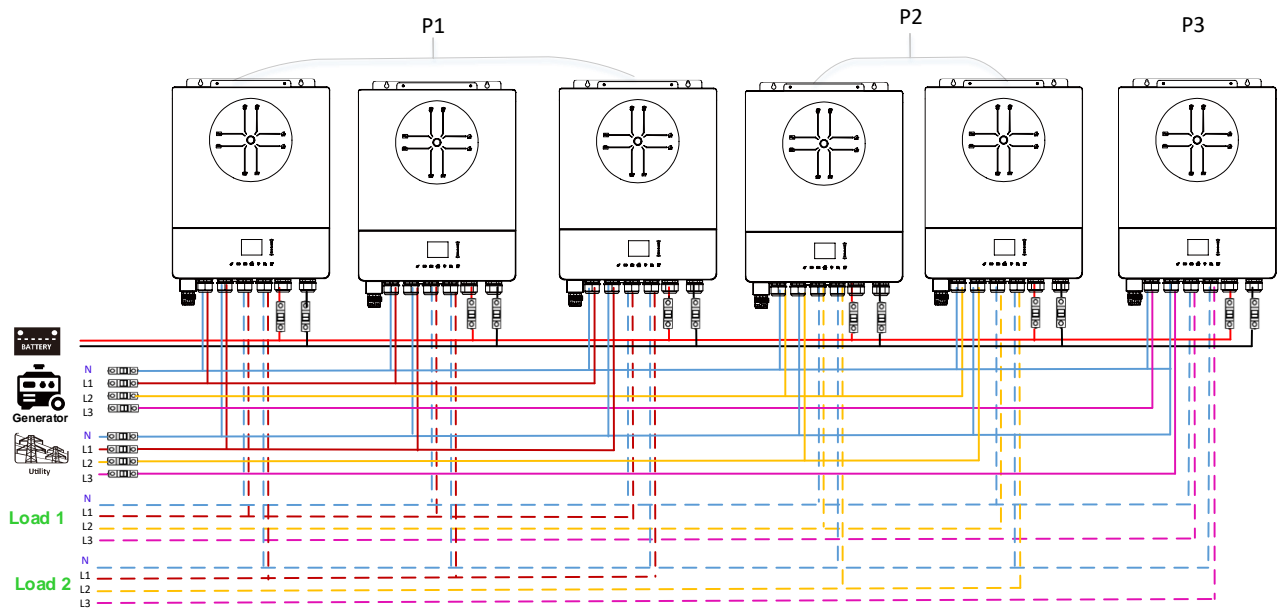 P1
P2
P3
BATTERY
N
L1
L2
L3
Generator
N
L1
L2
L3
Utility
N
L1
L2
L3
Load 1
N
L1
L2
L3
Load 2